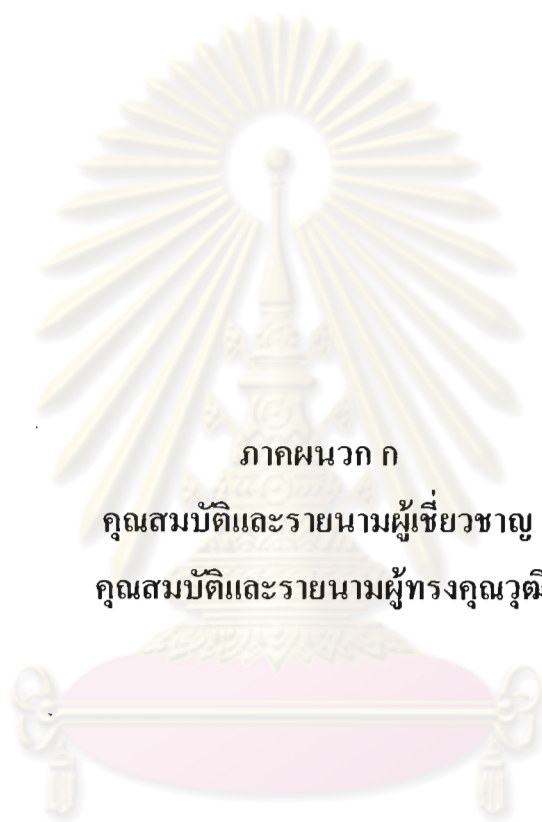 ภาคผนวก ก
คุณสมบัติและรายนามผู้เชี่ยวชาญ
คุณสมบัติและรายนามผู้ทรงคุณวุฒิ